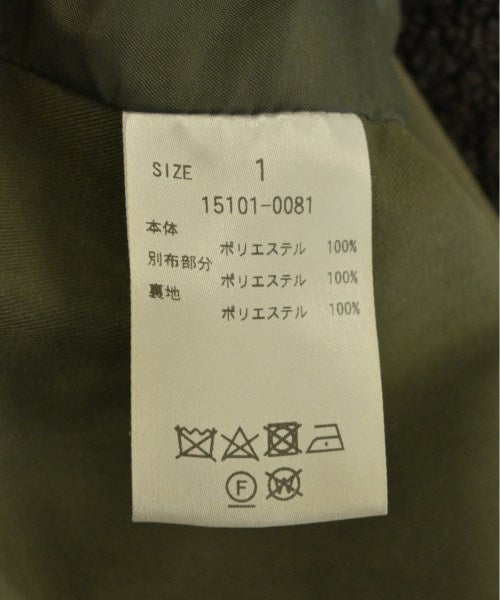 SIZE 1
15101-0081
本体
ポリエステル 100%
別布部分
ポリエステル 100%
裏地
ポリエステル 100%
F W